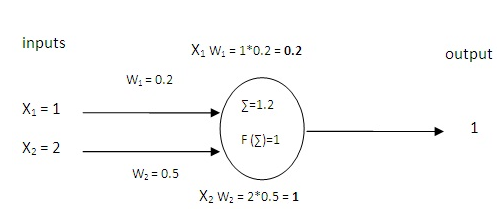 inputs
X₁ W₁ = 1*0.2 = 0.2
output
W₁ = 0.2
X₁ = 1
∑=1.2
F (∑)=1
1
X₂ = 2
W₂ = 0.5
X₂ W₂ = 2*0.5 = 1